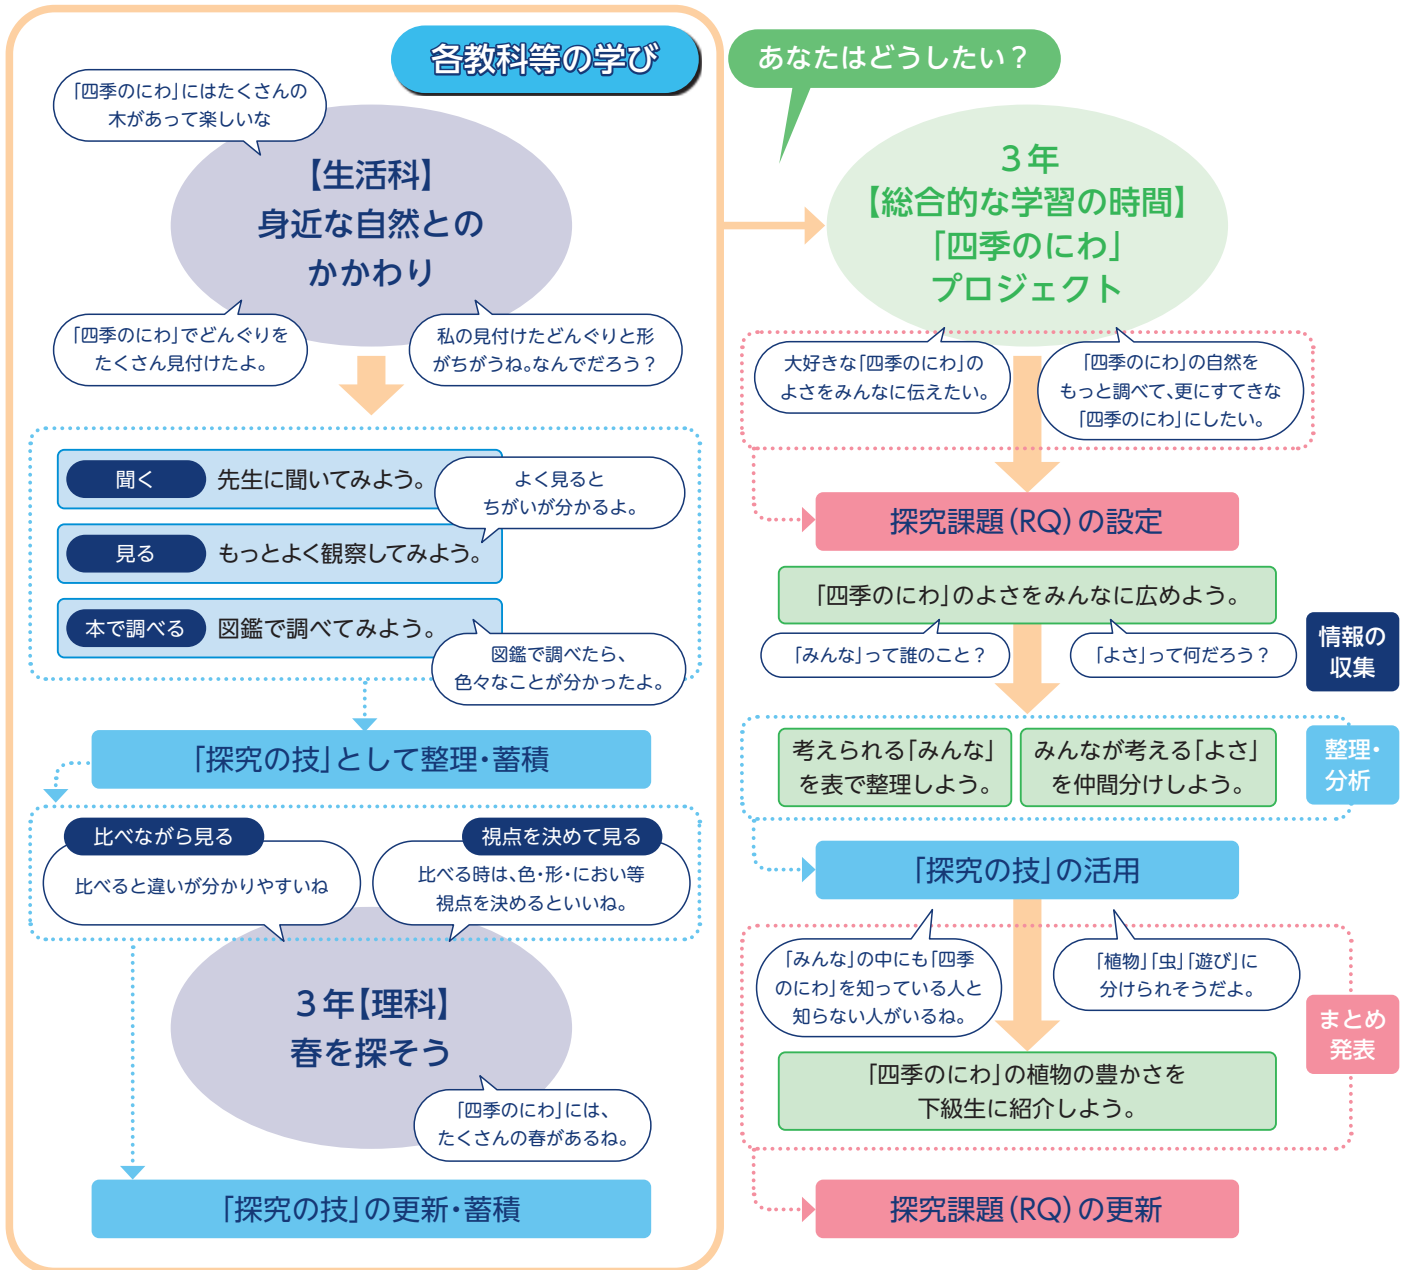 各教科等の学び
「四季のにわ」にはたくさんの
木があって楽しいな
【生活科】
身近な自然との
かかわり
「四季のにわ」でどんぐりを
たくさん見付けたよ。
私の見付けたどんぐりと形
がちがうね。なんでだろう？
聞く
先生に聞いてみよう。
よく見ると
ちがいが分かるよ。
見る
もっとよく観察してみよう。
本で調べる
図鑑で調べてみよう。
図鑑で調べたら、
色々なことが分かったよ。
「探究の技」として整理・蓄積
比べながら見る
比べると違いが分かりやすいね
視点を決めて見る
比べる時は、色・形・におい等
視点を決めるといいね。
３年【理科】
春を探そう
「四季のにわ」には、
たくさんの春があるね。
「探究の技」の更新・蓄積
あなたはどうしたい？
３年
【総合的な学習の時間】
「四季のにわ」
プロジェクト
大好きな「四季のにわ」の
よさをみんなに伝えたい。
「四季のにわ」の自然を
もっと調べて、更にすてきな
「四季のにわ」にしたい。
探究課題（RQ）の設定
「四季のにわ」のよさをみんなに広めよう。
「みんな」って誰のこと？
「よさ」って何だろう？
情報の
収集
考えられる「みんな」
を表で整理しよう。
みんなが考える「よさ」
を仲間分けしよう。
整理・
分析
「探究の技」の活用
「みんな」の中にも「四季
のにわ」を知っている人と
知らない人がいるね。
「植物」「虫」「遊び」に
分けられそうだよ。
まとめ
発表
「四季のにわ」の植物の豊かさを
下級生に紹介しよう。
探究課題（RQ）の更新